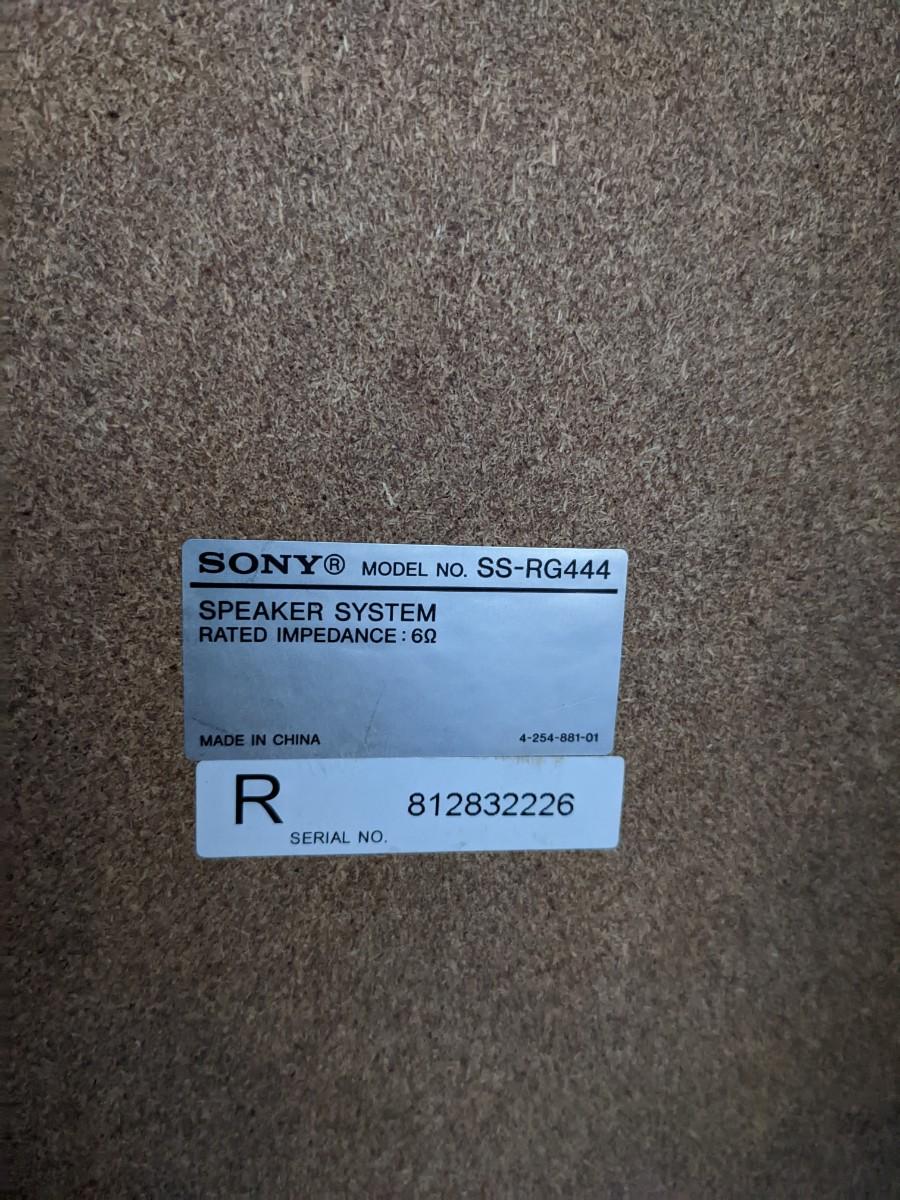 SONY® MODEL NO. SS-RG444
SPEAKER SYSTEM
RATED IMPEDANCE : 6Ω
MADE IN CHINA 4-254-881-01
R 812832226
SERIAL NO.